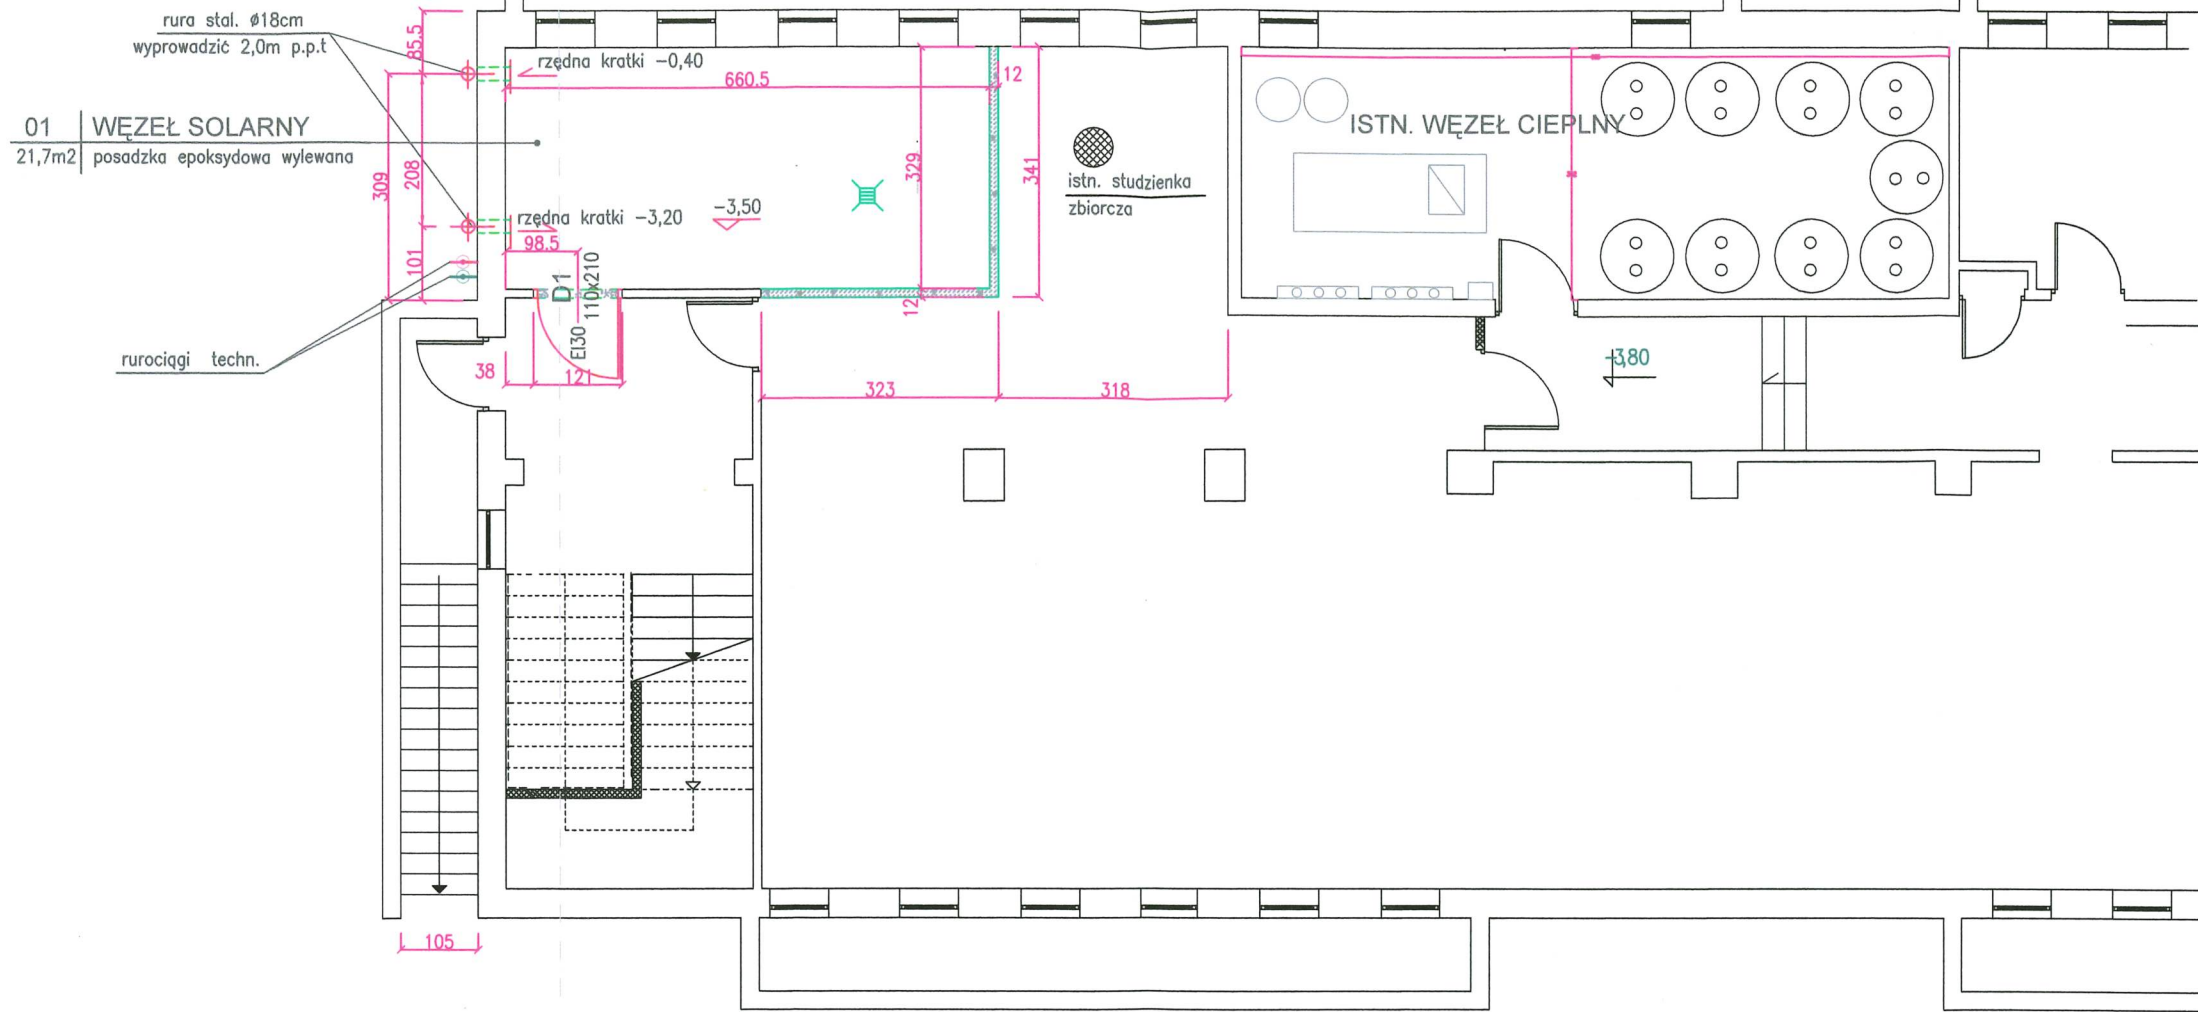 rura stal. ø18cm
wyprowadzić 2,0m p.p.t
85.5
rzędna kratki -0,40
660.5
12
01
WĘZEŁ SOLARNY
21,7m2
posadzka epoksydowa wylewana
309
208
329
341
ISTN. WĘZEŁ CIEPLNY
istn. studzienka
zbiorcza
rzędna kratki -3,20
-3,50
98.5
101
D1
110x210
EI30
12
rurociągi techn.
38
121
323
318
-3,80
105